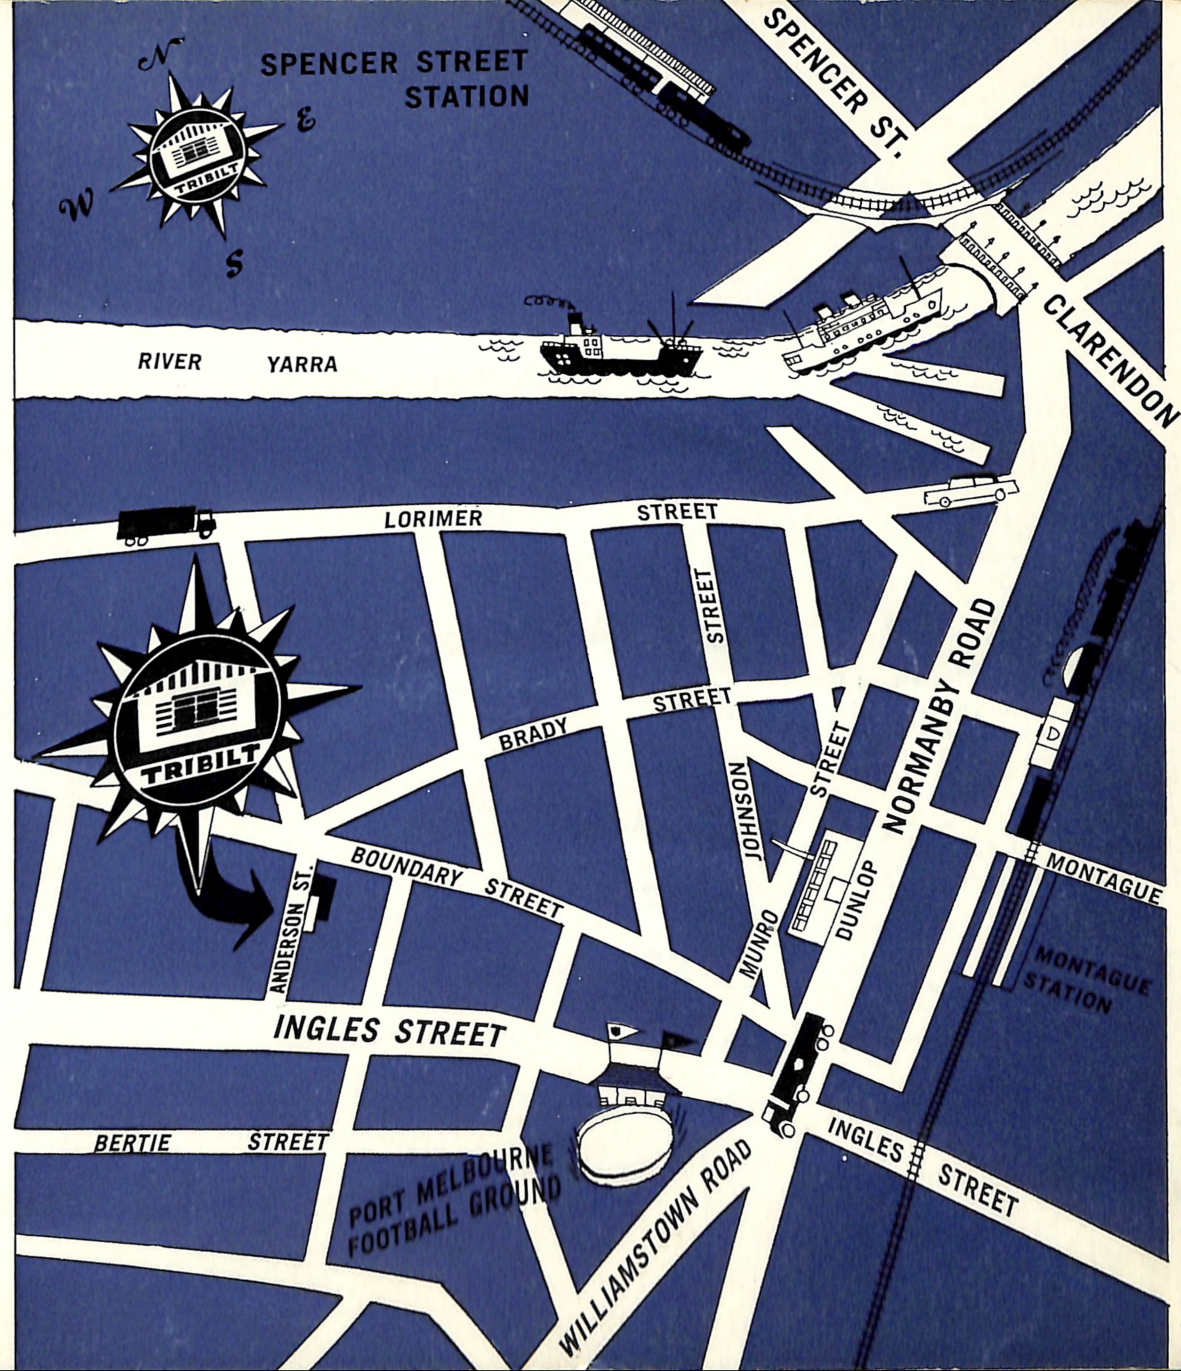 N
E
W
S
TRIBILT
SPENCER STREET
STATION
SPENCER ST.
CLARENDON
RIVER YARRA
LORIMER STREET
STREET
BRADY STREET
NORMANBY ROAD
TRIBILT
JOHNSON
STREET
MUNRO
D
DUNLOP
BOUNDARY STREET
ANDERSON ST.
MONTAGUE
MONTAGUE
STATION
INGLES STREET
BERTIE STREET
PORT MELBOURNE
FOOTBALL GROUND
WILLIAMSTOWN ROAD
INGLES STREET